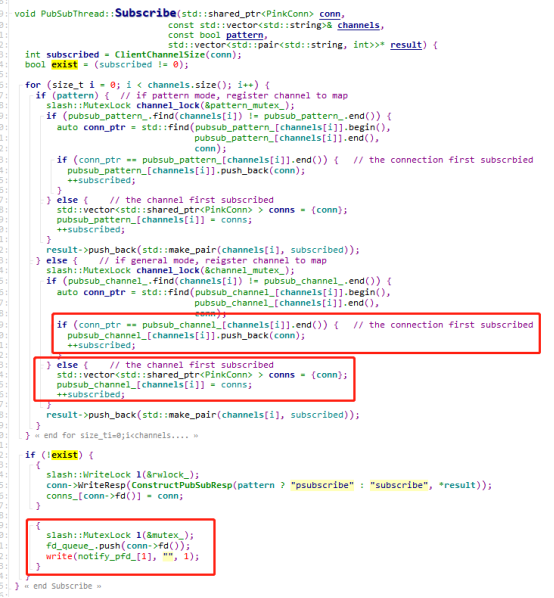 void PubSubThread::Subscribe(std::shared_ptr<PinkConn> conn,
const std::vector<std::string>& channels,
const bool pattern,
std::vector<std::pair<std::string, int>>* result) {
int subscribed = ClientChannelSize(conn);
bool exist = (subscribed != 0);
for (size_t i = 0; i < channels.size(); i++) {
if (pattern) {  // if pattern mode, register channel to map
slash::MutexLock channel_lock(&pattern_mutex_);
if (pubsub_pattern_.find(channels[i]) != pubsub_pattern_.end()) {
auto conn_ptr = std::find(pubsub_pattern_[channels[i]].begin(),
pubsub_pattern_[channels[i]].end(),
conn);
if (conn_ptr == pubsub_pattern_[channels[i]].end()) {   // the connection first subscrbied
pubsub_pattern_[channels[i]].push_back(conn);
++subscribed;
}
} else {    // the channel first subscribed
std::vector<std::shared_ptr<PinkConn> > conns = {conn};
pubsub_pattern_[channels[i]] = conns;
++subscribed;
}
result->push_back(std::make_pair(channels[i], subscribed));
} else {    // if general mode, reigster channel to map
slash::MutexLock channel_lock(&channel_mutex_);
if (pubsub_channel_.find(channels[i]) != pubsub_channel_.end()) {
auto conn_ptr = std::find(pubsub_channel_[channels[i]].begin(),
pubsub_channel_[channels[i]].end(),
conn);
if (conn_ptr == pubsub_channel_[channels[i]].end()) {   // the connection first subscribed
pubsub_channel_[channels[i]].push_back(conn);
++subscribed;
}
} else {    // the channel first subscribed
std::vector<std::shared_ptr<PinkConn> > conns = {conn};
pubsub_channel_[channels[i]] = conns;
++subscribed;
}
result->push_back(std::make_pair(channels[i], subscribed));
}
} « end for size_ti=0;i<channels.... »
if (!exist) {
{
slash::WriteLock l(&rwlock_);
conn->WriteResp(ConstructPubSubResp(pattern ? "psubscribe" : "subscribe", *result));
conns_[conn->fd()] = conn;
}
{
slash::MutexLock l(&mutex_);
fd_queue_.push(conn->fd());
write(notify_pfd_[1], "", 1);
}
}
} « end Subscribe »